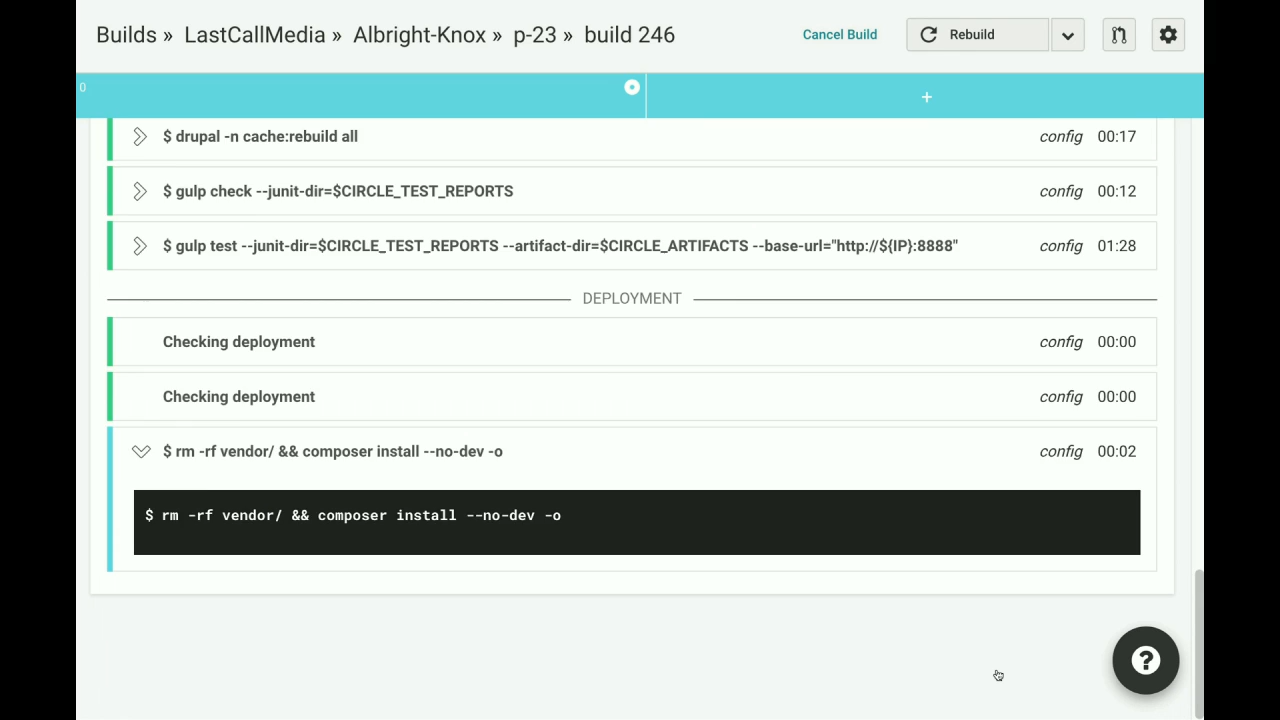 Builds » LastCallMedia » Albright-Knox » p-23 » build 246 Cancel Build Rebuild
0 +
$ drupal -n cache:rebuild all config 00:17
$ gulp check --junit-dir=$CIRCLE_TEST_REPORTS config 00:12
$ gulp test --junit-dir=$CIRCLE_TEST_REPORTS --artifact-dir=$CIRCLE_ARTIFACTS --base-url="http://${IP}:8888" config 01:28
DEPLOYMENT
Checking deployment config 00:00
Checking deployment config 00:00
$ rm -rf vendor/ && composer install --no-dev -o config 00:02
$ rm -rf vendor/ && composer install --no-dev -o
?